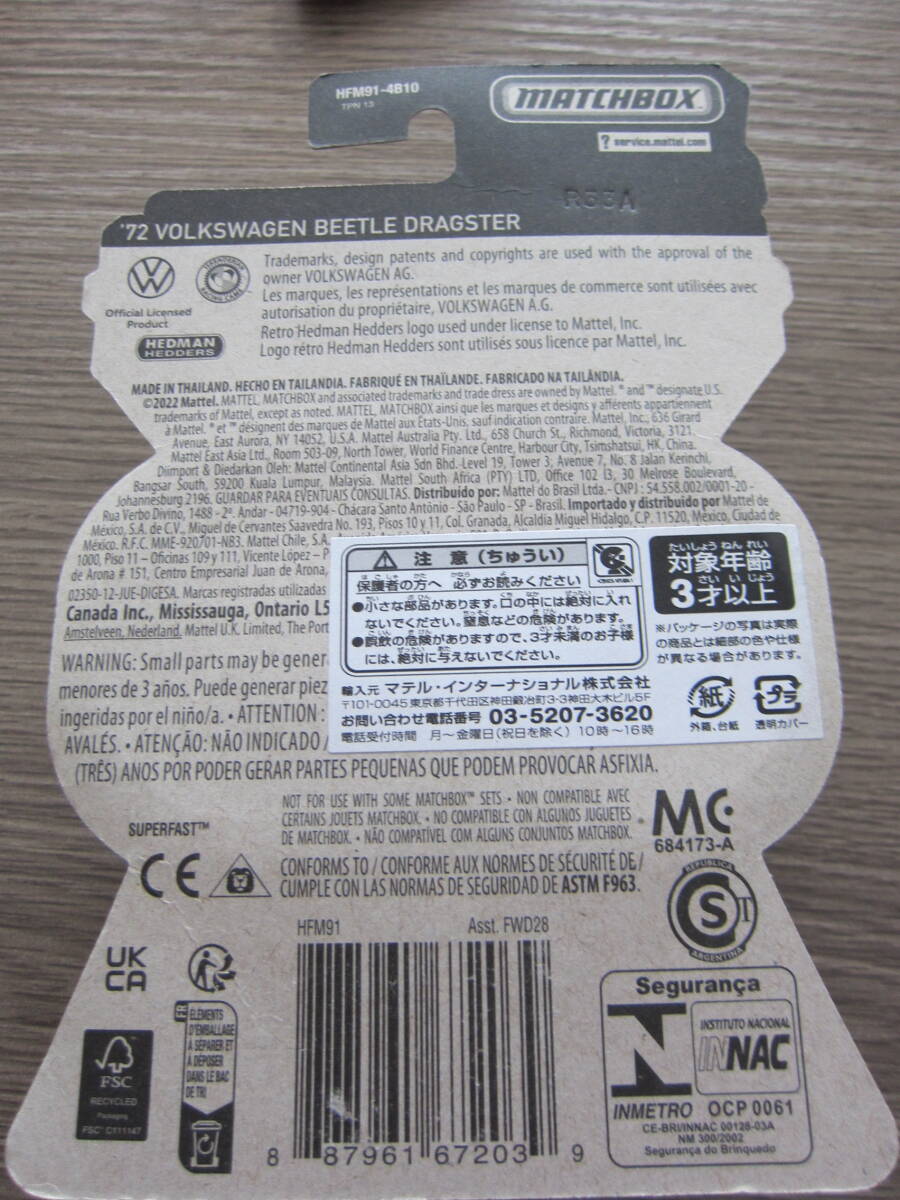 HFM91-4B10
TPN 13
MATCHBOX
? service.mattel.com
R33A
'72 VOLKSWAGEN BEETLE DRAGSTER
Trademarks, design patents and copyrights are used with the approval of the
owner VOLKSWAGEN AG.
Les marques, les représentations et les marques de commerce sont utilisées avec
autorisation du propriétaire, VOLKSWAGEN A.G.
Retro Hedman Hedders logo used under license to Mattel, Inc.
Logo rétro Hedman Hedders sont utilisés sous licence par Mattel, Inc.
Official Licensed
Product
HEDMAN
HEDDERS
MADE IN THAILAND. HECHO EN TAILANDIA. FABRIQUÉ EN THAÏLANDE. FABRICADO NA TAILÂNDIA.
©2022 Mattel. MATTEL, MATCHBOX and associated trademarks and trade dress are owned by Mattel. ® and ™ designate U.S.
trademarks of Mattel, except as noted. MATTEL, MATCHBOX ainsi que les marques et designs y afférents appartiennent
à Mattel. ® et ™ désignent des marques de Mattel aux États-Unis. sauf indication contraire. Mattel, Inc., 636 Girard
Avenue, East Aurora, NY 14052, U.S.A. Mattel Australia Pty. Ltd., 658 Church St., Richmond, Victoria, 3121.
Mattel East Asia Ltd., Room 503-09, North Tower, World Finance Centre, Harbour City, Tsimshatsui, HK, China.
Diimport & Diedarkan Oleh: Mattel Continental Asia Sdn Bhd.-Level 19, Tower 3, Avenue 7, No. 8 Jalan Kerinchi,
Bangsar South, 59200 Kuala Lumpur, Malaysia. Mattel South Africa (PTY) LTD, Office 102 I3, 30 Melrose Boulevard,
Johannesburg 2196. GUARDAR PARA EVENTUAIS CONSULTAS. Distribuído por: Mattel do Brasil Ltda.- CNPJ : 54.558.002/0001-20 -
Rua Verbo Divino, 1488 - 2º. Andar - 04719-904 - Chácara Santo Antônio - São Paulo - SP - Brasil. Importado y distribuido por Mattel de
México, S.A. de C.V., Miguel de Cervantes Saavedra No. 193, Pisos 10 y 11, Col. Granada, Alcaldía Miguel Hidalgo, C.P. 11520, México, Ciudad de
México. R.F.C. MME-920701-NB3. Mattel Chile, S.A.
1000, Piso 11 – Oficinas 109 y 111, Vicente López – P
de Arona # 151, Centro Empresarial Juan de Arona,
02350-12-JUE-DIGESA. Marcas registradas utilizadas
Canada Inc., Mississauga, Ontario L5
Amstelveen, Nederland. Mattel U.K. Limited, The Port
WARNING: Small parts may be gener
menores de 3 años. Puede generar piez
ingeridas por el niño/a. • ATTENTION :
AVALÉS. • ATENÇÃO: NÃO INDICADO
(TRÊS) ANOS POR PODER GERAR PARTES PEQUENAS QUE PODEM PROVOCAR ASFIXIA.
注 意 (ちゅうい)
保護者の方へ 必ずお読みください
●小さな部品があります。口の中には絶対に入れ
ないでください。窒息などの危険があります。
●誤飲の危険がありますので、3才未満のお子様
には、絶対に与えないでください。
たいしょう ねん れい
対象年齢
さい い じょう
3才以上
※パッケージの写真は実際
の商品とは細部の色や仕様
が異なる場合があります。
輸入元 マテル・インターナショナル株式会社
〒101-0045 東京都千代田区神田鍛冶町3-3神田大木ビル5F
お問い合わせ電話番号 03-5207-3620
電話受付時間 月〜金曜日(祝日を除く) 10時〜16時
紙
外箱、台紙
プラ
透明カバー
NOT FOR USE WITH SOME MATCHBOX™ SETS • NON COMPATIBLE AVEC
CERTAINS JOUETS MATCHBOX. • NO COMPATIBLE CON ALGUNOS JUGUETES
DE MATCHBOX. • NÃO COMPATÍVEL COM ALGUNS CONJUNTOS MATCHBOX.
SUPERFAST™
MC
684173-A
CE
CONFORMS TO / CONFORME AUX NORMES DE SÉCURITÉ DE /
CUMPLE CON LAS NORMAS DE SEGURIDAD DE ASTM F963.
REPUBLICA
S
ARGENTINA
HFM91
Asst. FWD28
UK
CA
FR
ÉLÉMENTS
D'EMBALLAGE
À SÉPARER ET
À DÉPOSER
DANS LE BAC
DE TRI
FSC
RECYCLED
Packaging
FSC® C111147
8 87961 67203 9
Segurança
INSTITUTO NACIONAL
INNAC
INMETRO OCP 0061
CE-BRI/INNAC 00128-03A
NM 300/2002
Segurança do Brinquedo